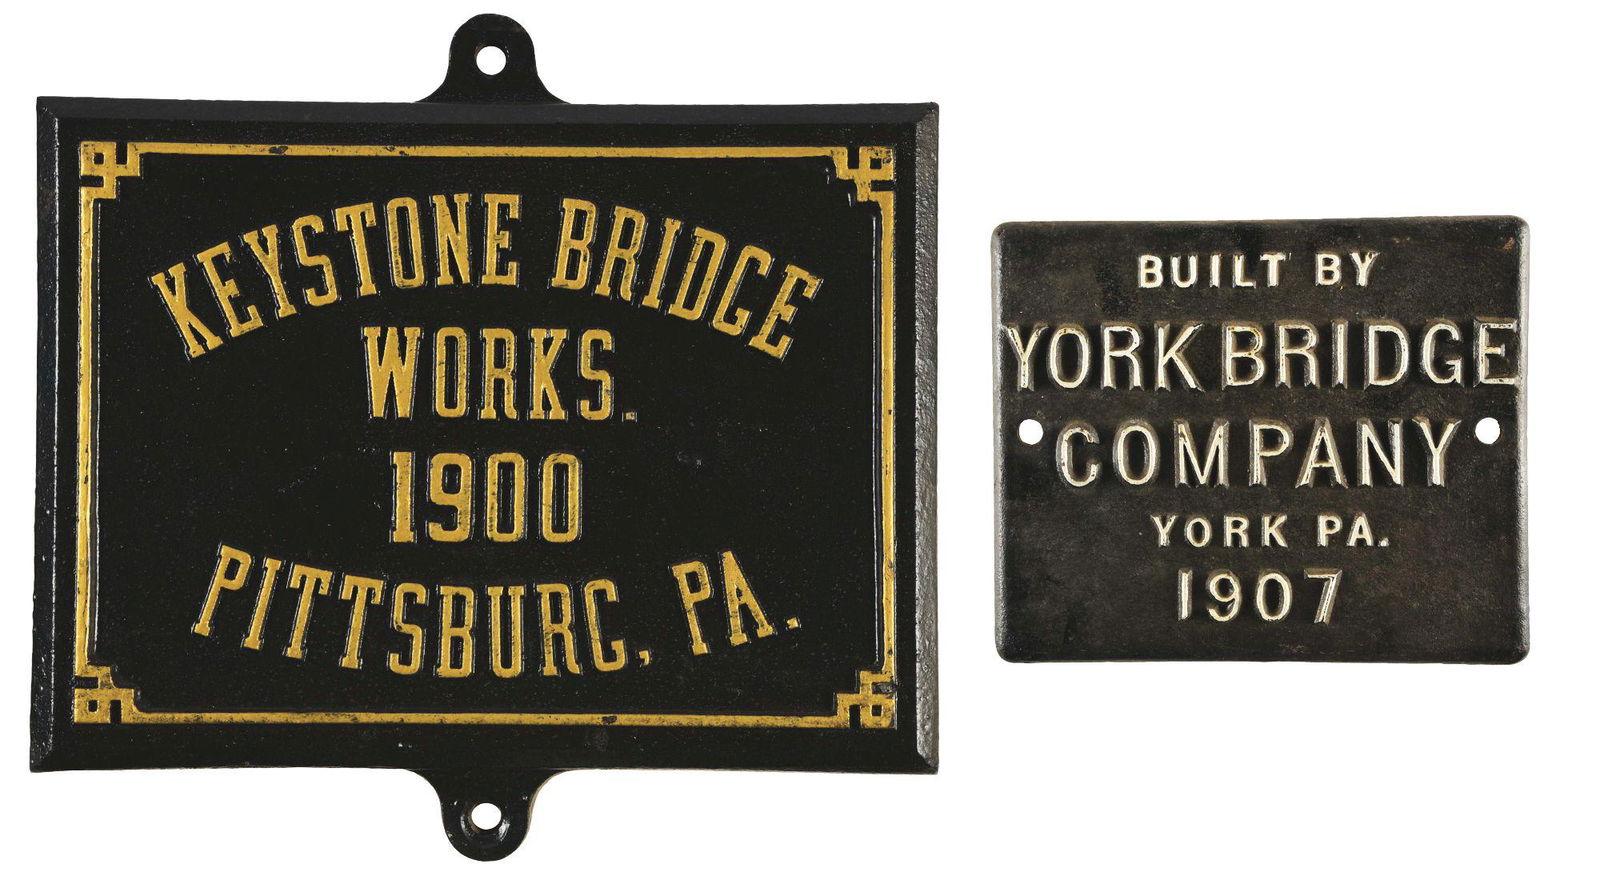 KEYSTONE BRIDGE
WORKS.
1900
PITTSBURG, PA.
BUILT BY
YORK BRIDGE
COMPANY
YORK PA.
1907